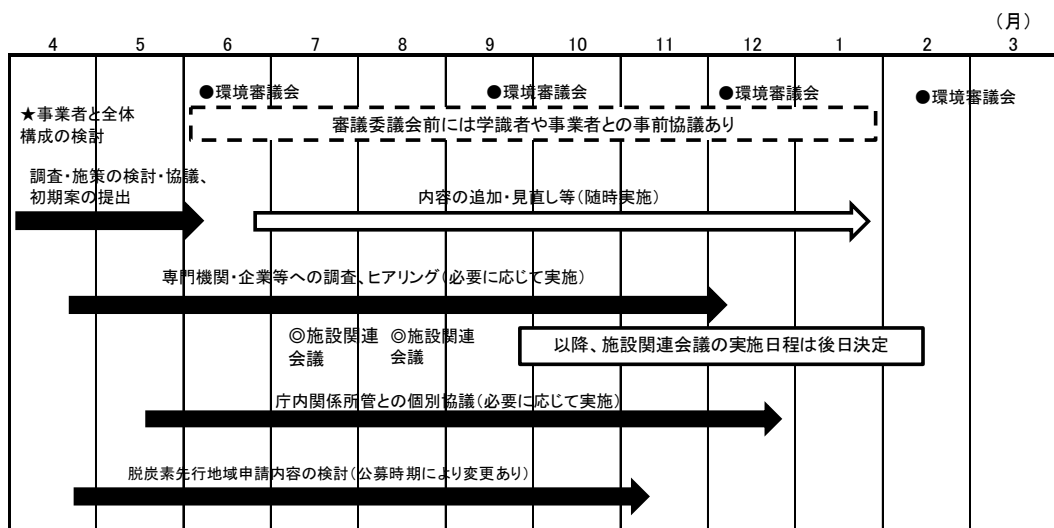 （月）
4 5 6 7 8 9 10 11 12 1 2 3
●環境審議会 ●環境審議会 ●環境審議会 ●環境審議会
★事業者と全体
構成の検討
審議委議会前には学識者や事業者との事前協議あり
調査・施策の検討・協議、
初期案の提出
内容の追加・見直し等（随時実施）
専門機関・企業等への調査、ヒアリング（必要に応じて実施）
◎施設関連
会議
◎施設関連
会議
以降、施設関連会議の実施日程は後日決定
庁内関係所管との個別協議（必要に応じて実施）
脱炭素先行地域申請内容の検討（公募時期により変更あり）